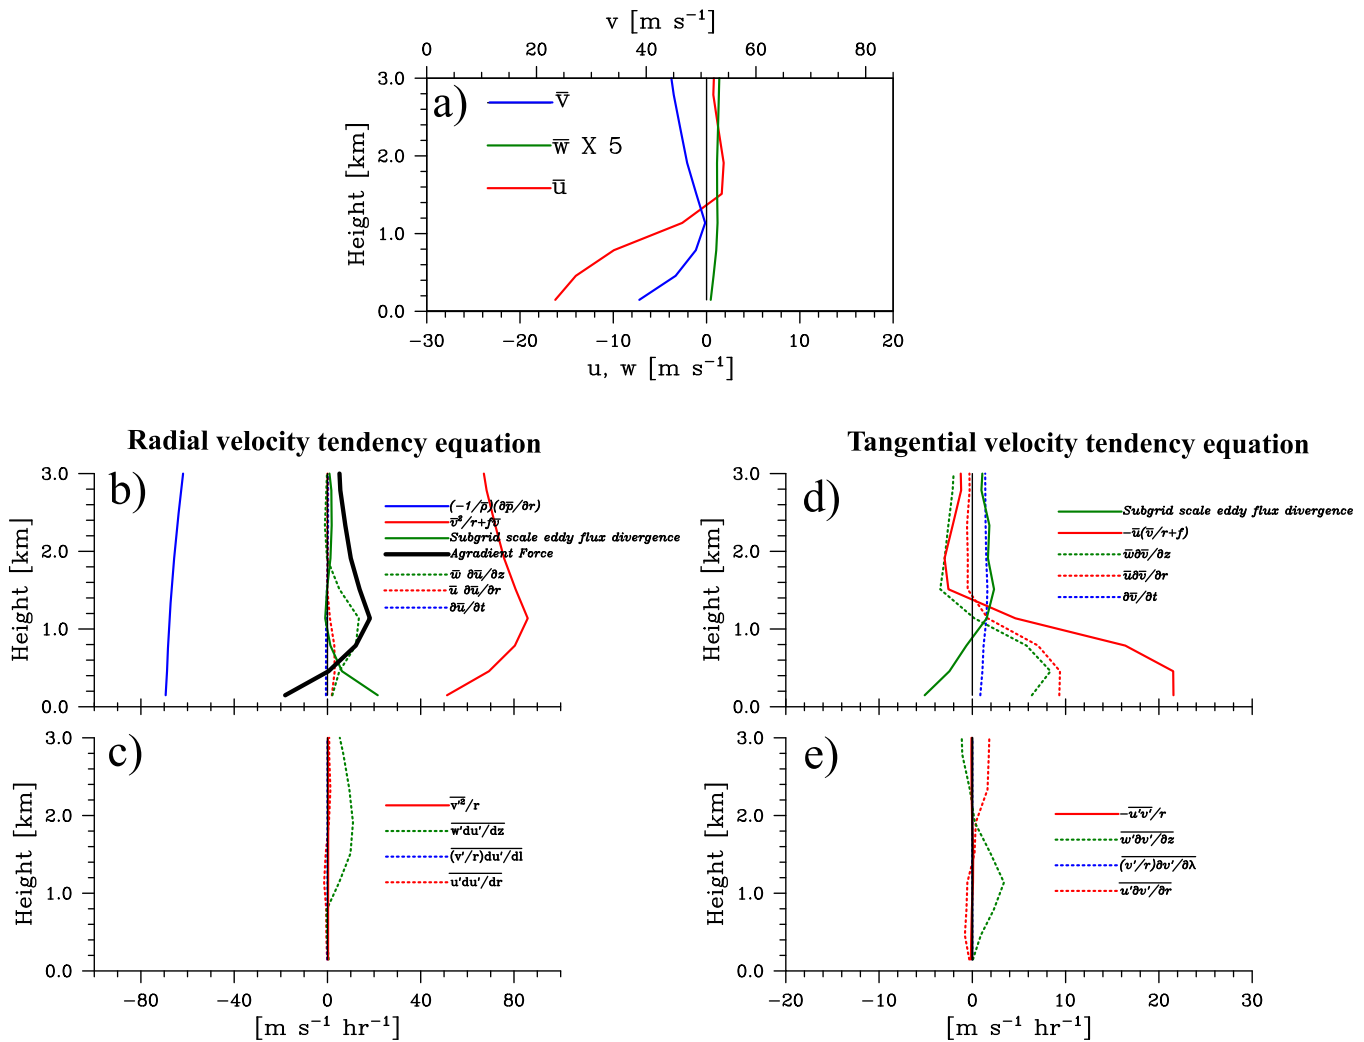 v [m s⁻¹]
0 20 40 60 80
a)
v̅
w̅ X 5
u̅
3.0
2.0
1.0
0.0
Height [km]
−30 −20 −10 0 10 20
u, w [m s⁻¹]
Radial velocity tendency equation
b)
3.0
2.0
1.0
0.0
Height [km]
(−1/ρ̅)(∂p̅/∂r)
v̅²/r+fv̅
Subgrid scale eddy flux divergence
Agradient Force
w̅ ∂u̅/∂z
u̅ ∂u̅/∂r
∂u̅/∂t
c)
3.0
2.0
1.0
0.0
Height [km]
v'²/r
w'du'/dz
(v'/r)du'/dl
u'du'/dr
−80 −40 0 40 80
[m s⁻¹ hr⁻¹]
Tangential velocity tendency equation
d)
3.0
2.0
1.0
0.0
Height [km]
Subgrid scale eddy flux divergence
−u̅(v̅/r+f)
w̅∂v̅/∂z
u̅∂v̅/∂r
∂v̅/∂t
e)
3.0
2.0
1.0
0.0
Height [km]
−u'v'/r
w'∂v'/∂z
(v'/r)∂v'/∂λ
u'∂v'/∂r
−20 −10 0 10 20 30
[m s⁻¹ hr⁻¹]